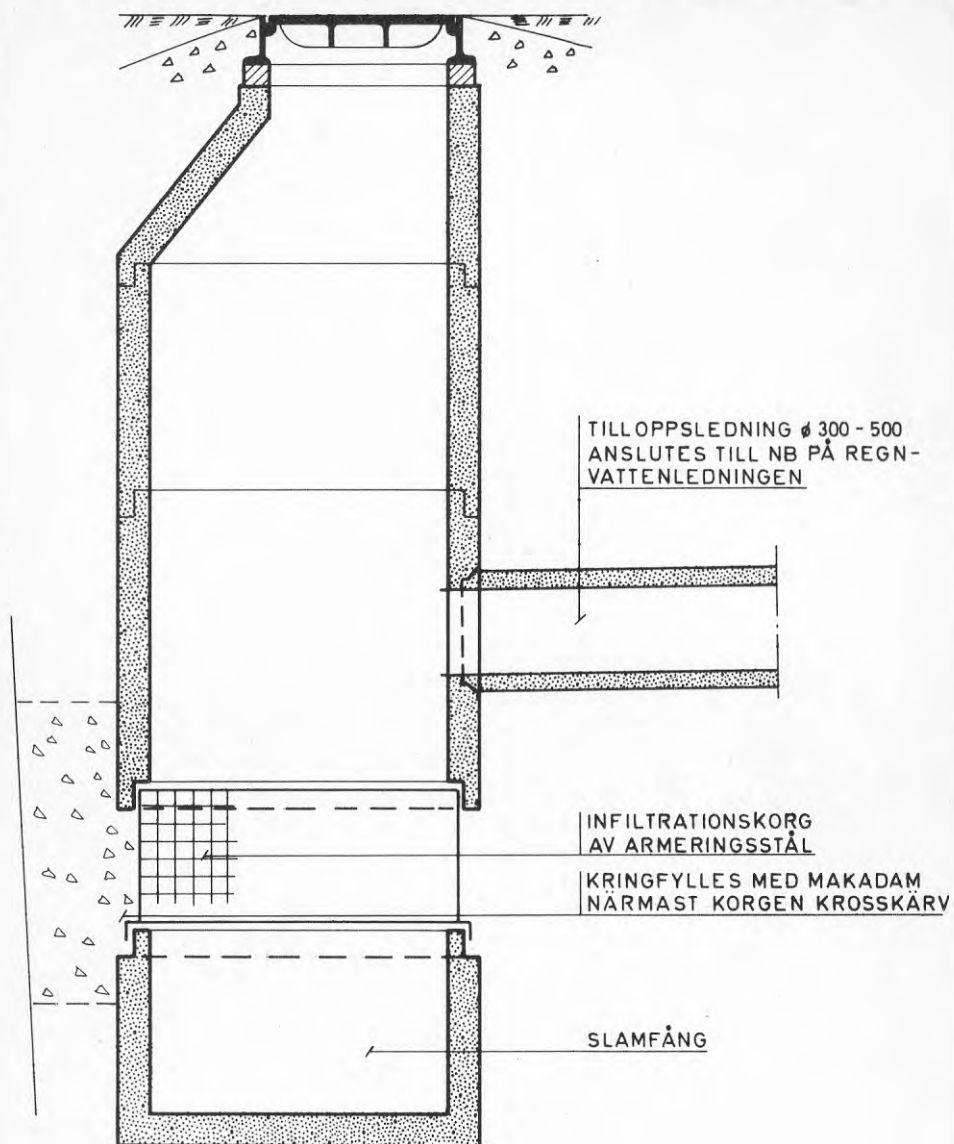 TILLOPPSLEDNING ø 300 - 500
ANSLUTES TILL NB PÅ REGN-
VATTENLEDNINGEN
INFILTRATIONSKORG
AV ARMERINGSSTÅL
KRINGFYLLES MED MAKADAM
NÄRMAST KORGEN KROSSKÄRV
SLAMFÅNG